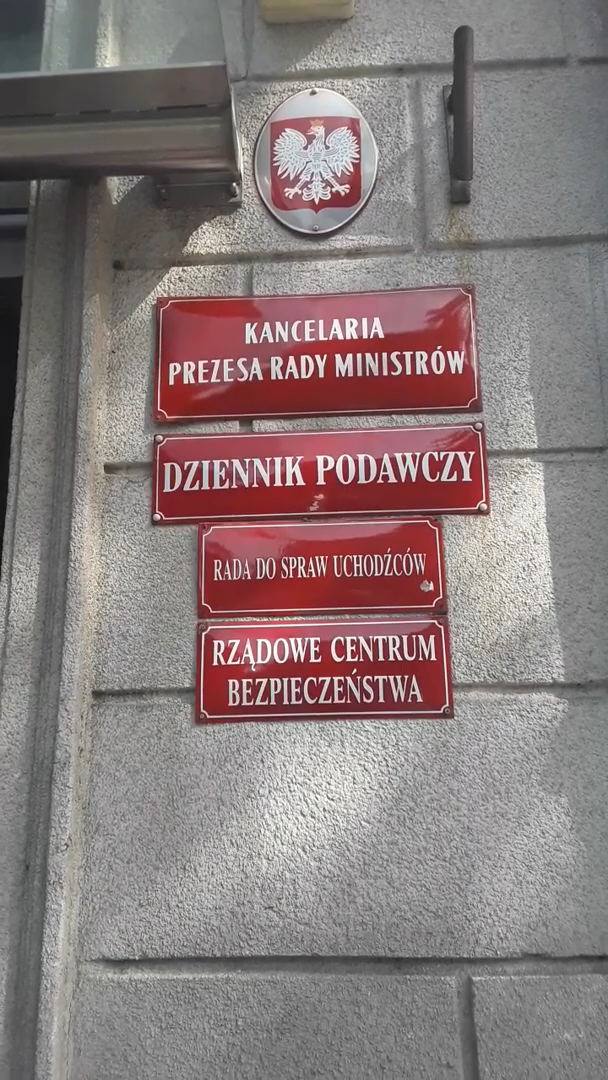 KANCELARIA
PREZESA RADY MINISTRÓW
DZIENNIK PODAWCZY
RADA DO SPRAW UCHODŹCÓW
RZĄDOWE CENTRUM
BEZPIECZEŃSTWA